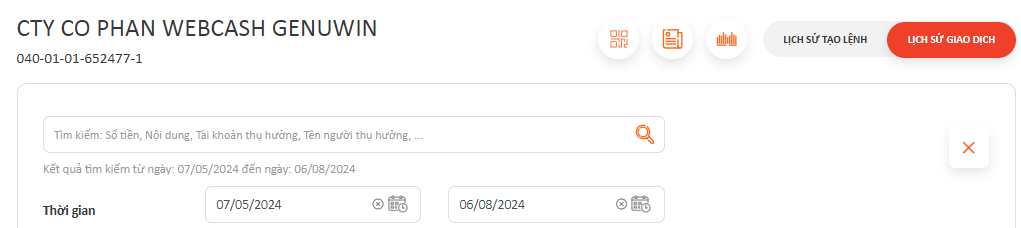 CTY CO PHAN WEBCASH GENUWIN
040-01-01-652477-1
LỊCH SỬ TẠO LỆNH
LỊCH SỬ GIAO DỊCH
Tìm kiếm: Số tiền, Nội dung, Tài khoản thụ hưởng, Tên người thụ hưởng, ...
Kết quả tìm kiếm từ ngày: 07/05/2024 đến ngày: 06/08/2024
Thời gian
07/05/2024
06/08/2024